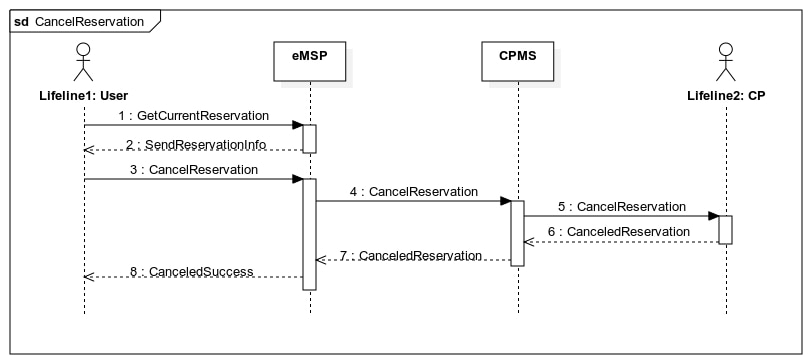 sd CancelReservation
eMSP
CPMS
Lifeline1: User
Lifeline2: CP
1 : GetCurrentReservation
2 : SendReservationInfo
3 : CancelReservation
4 : CancelReservation
5 : CancelReservation
6 : CanceledReservation
7 : CanceledReservation
8 : CanceledSuccess